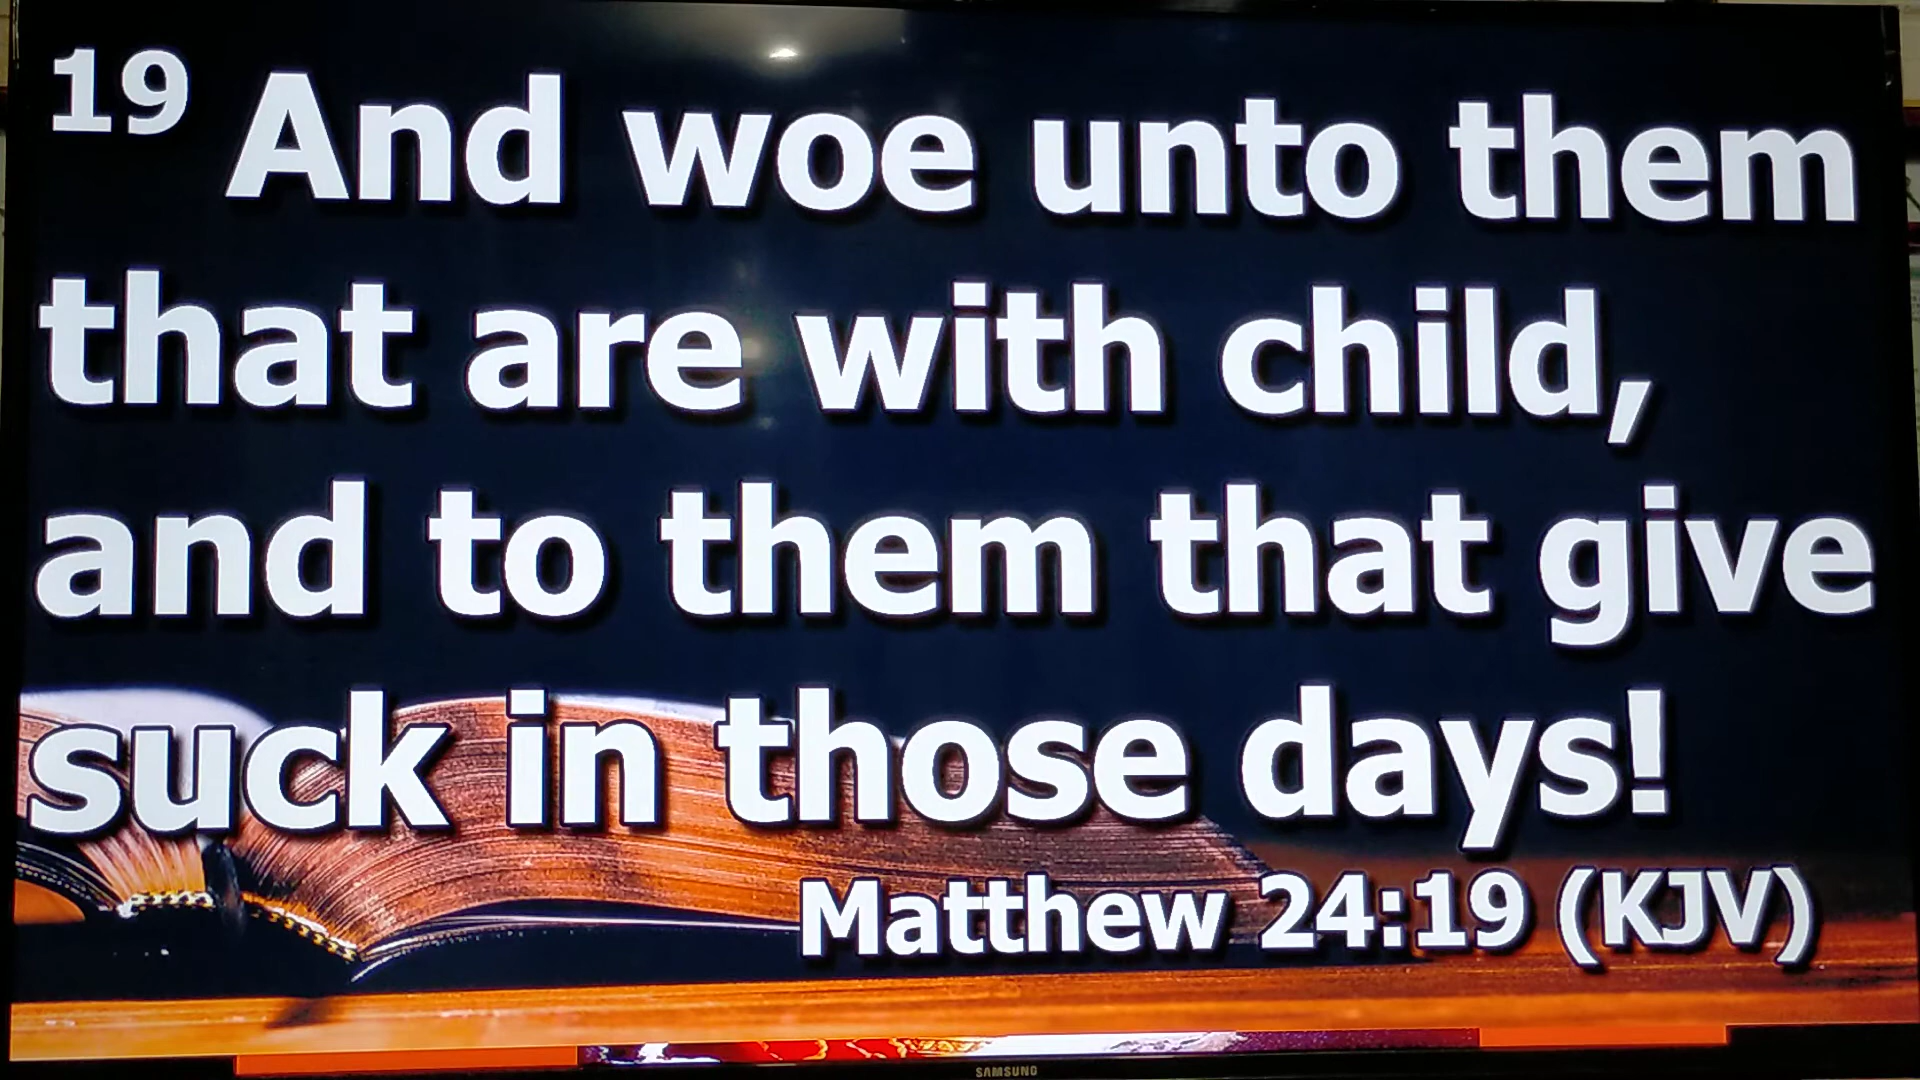 19 And woe unto them
that are with child,
and to them that give
suck in those days!
Matthew 24:19 (KJV)
SAMSUNG